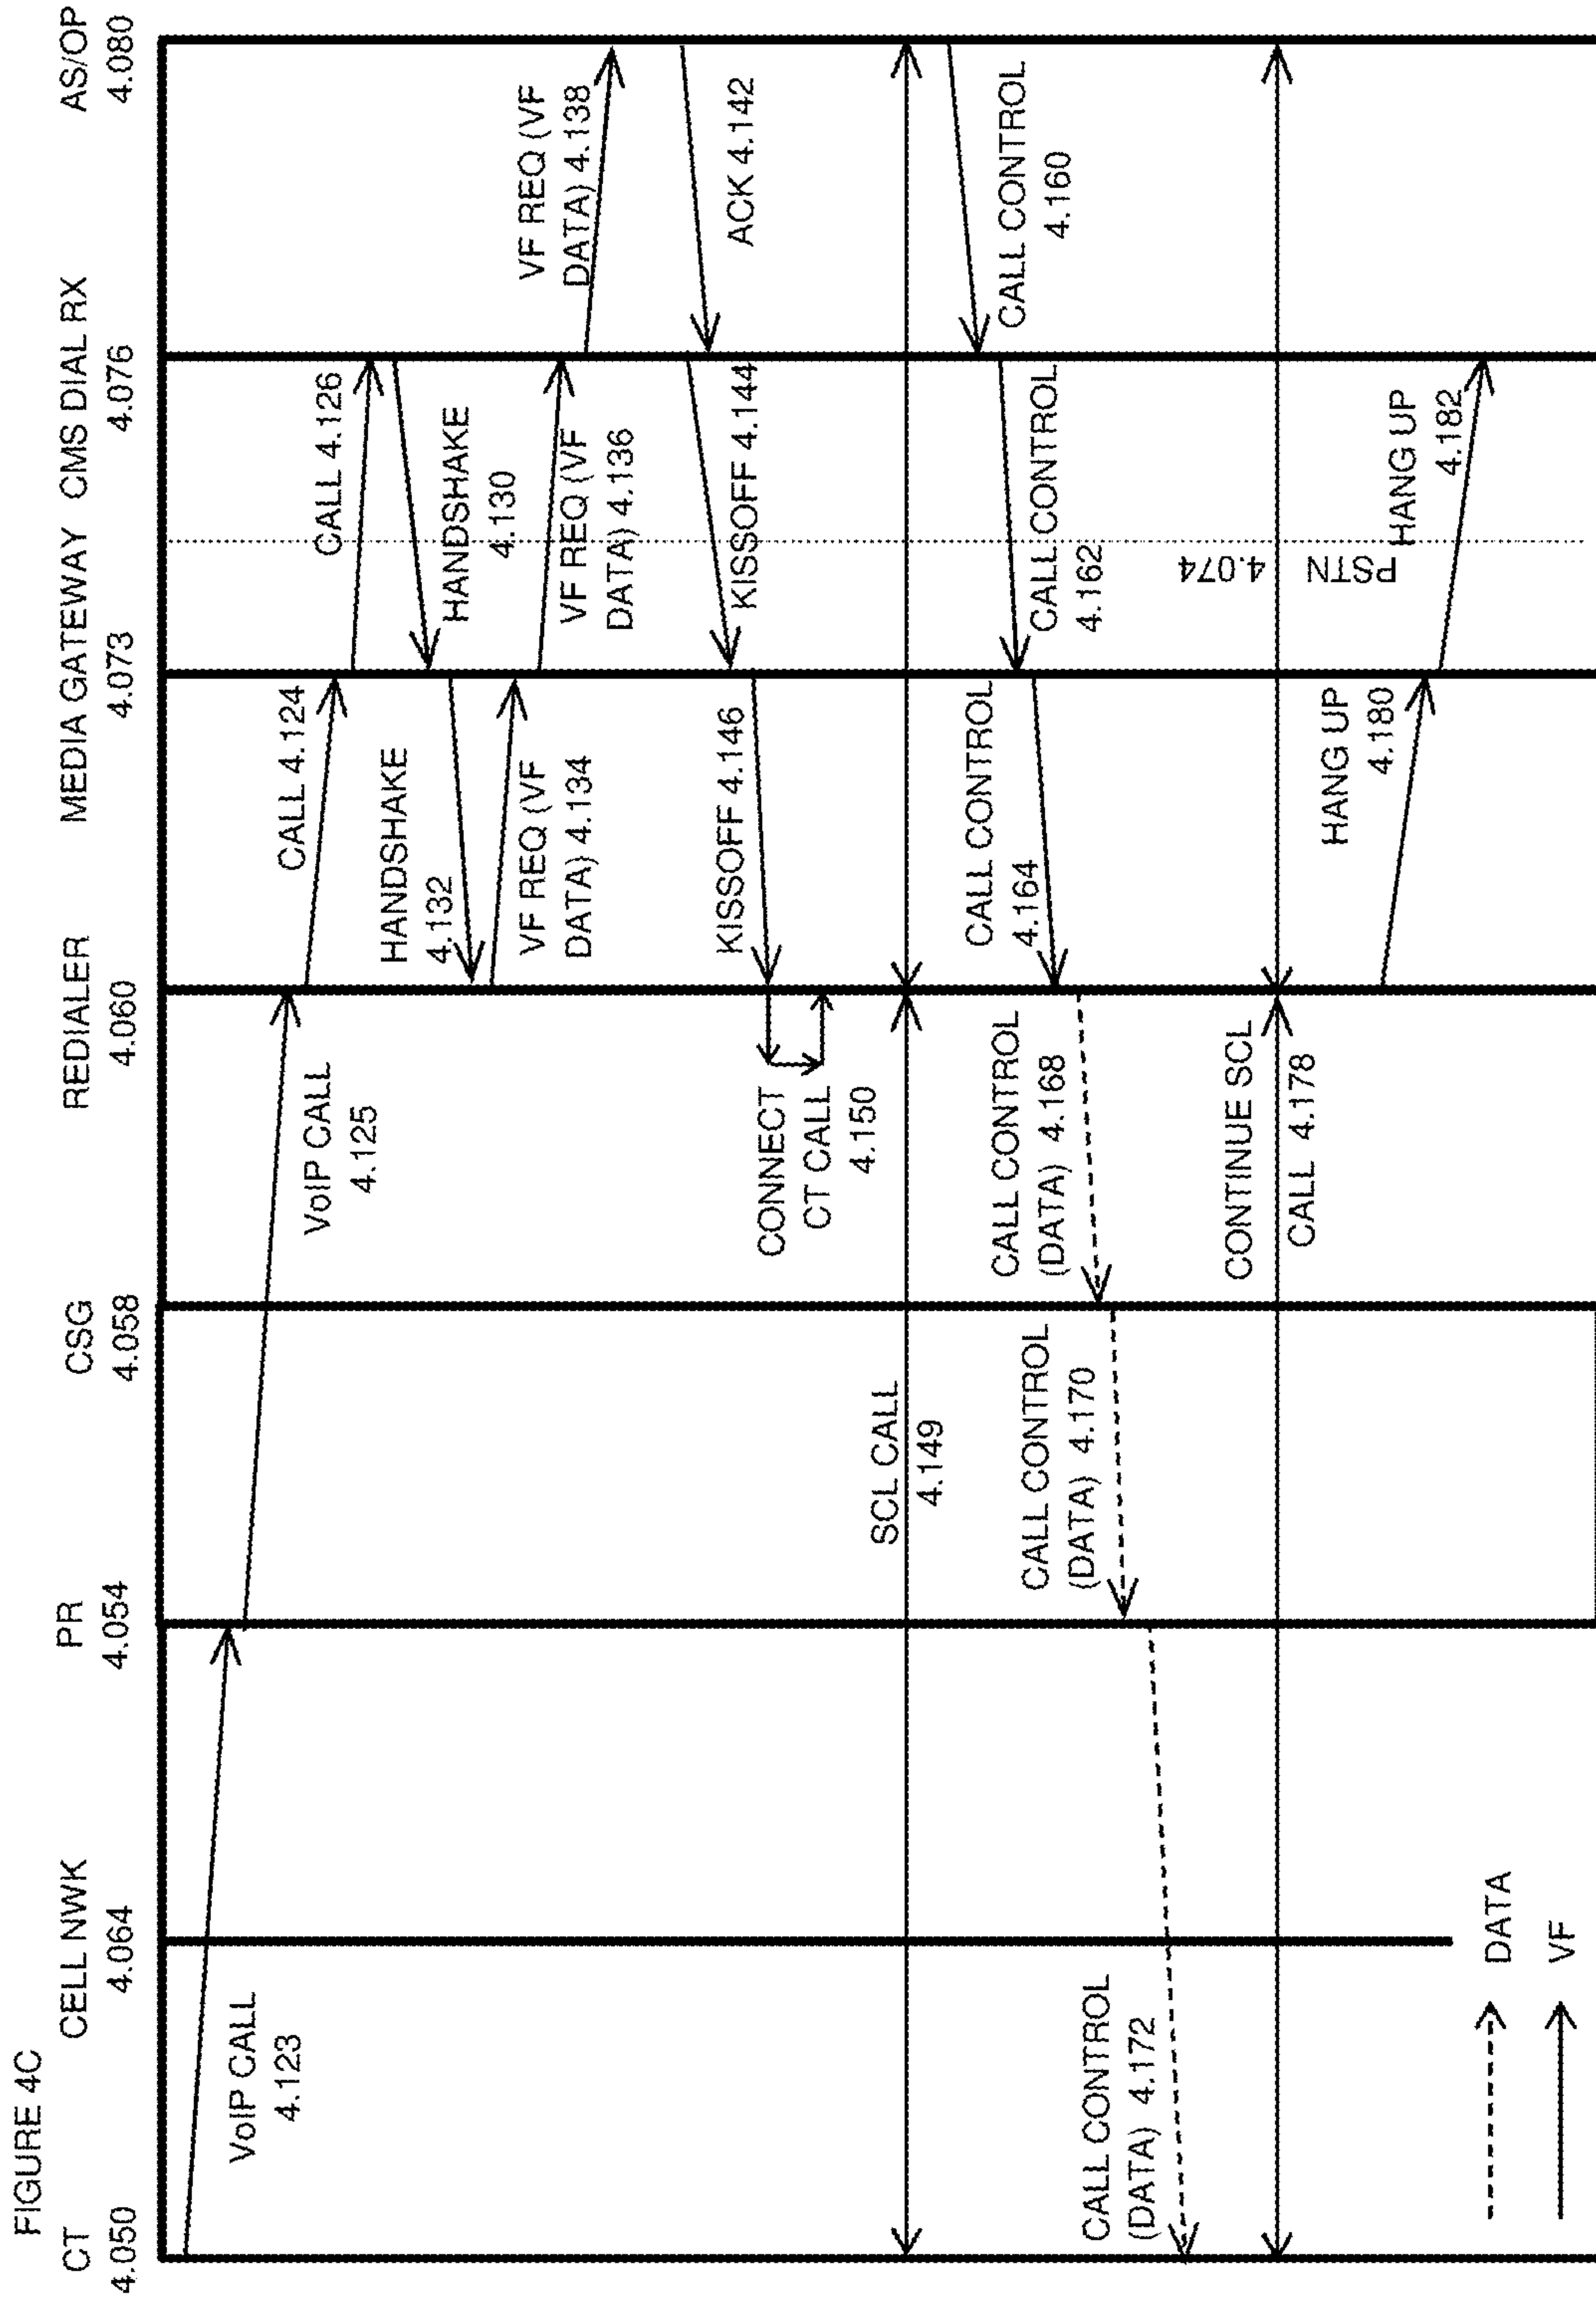 FIGURE 4C
CT
4.050
CELL NWK
4.064
PR
4.054
CSG
4.058
REDIALER
4.060
MEDIA GATEWAY
4.073
CMS DIAL RX
4.076
AS/OP
4.080
VoIP CALL
4.123
VoIP CALL
4.125
CALL 4.124
CALL 4.126
HANDSHAKE
4.130
HANDSHAKE
4.132
VF REQ (VF
DATA) 4.134
VF REQ (VF
DATA) 4.136
VF REQ (VF
DATA) 4.138
ACK 4.142
KISSOFF 4.144
KISSOFF 4.146
CONNECT
CT CALL
4.150
SCL CALL
4.149
CALL CONTROL
4.160
CALL CONTROL
4.162
CALL CONTROL
4.164
CALL CONTROL
(DATA) 4.168
CALL CONTROL
(DATA) 4.170
CALL CONTROL
(DATA) 4.172
PSTN
4.074
CONTINUE SCL
CALL 4.178
HANG UP
4.180
HANG UP
4.182
DATA
VF